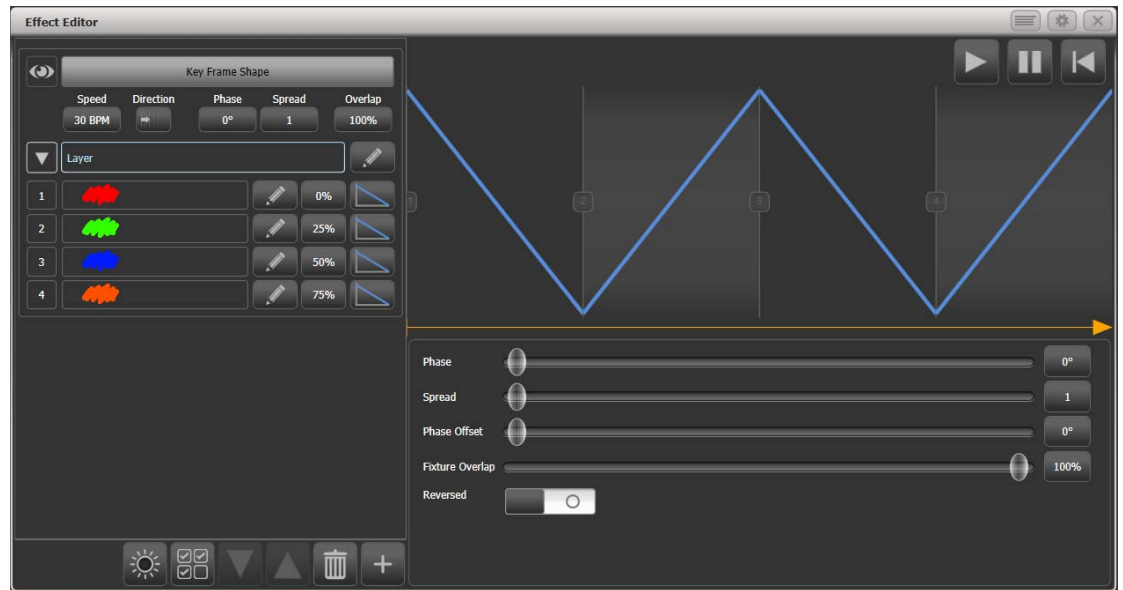 Effect Editor
Key Frame Shape
Speed Direction Phase Spread Overlap
30 BPM 0° 1 100%
Layer
1 0%
2 25%
3 50%
4 75%
1 2 3 4
Phase 0°
Spread 1
Phase Offset 0°
Fixture Overlap 100%
Reversed